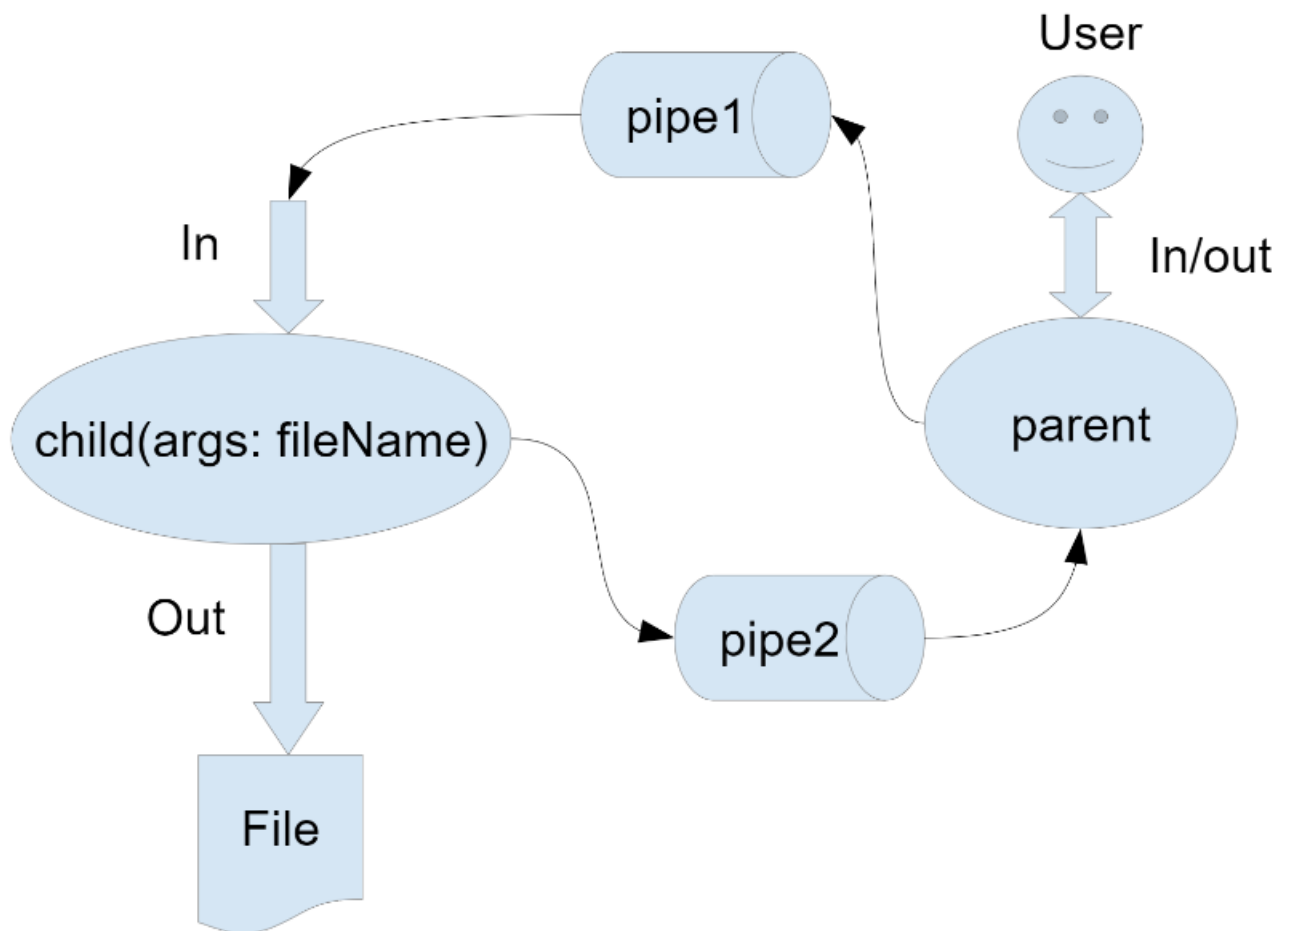 User
pipe1
In
In/out
child(args: fileName)
parent
Out
pipe2
File